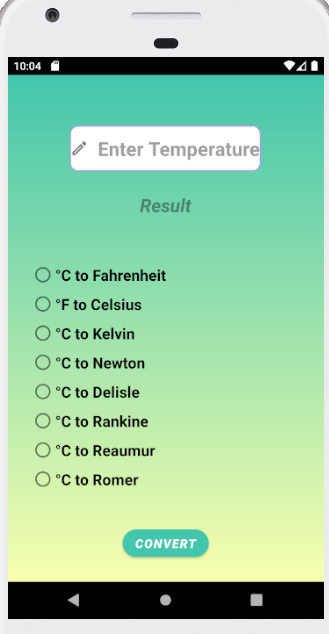 10:04
Enter Temperature
Result
°C to Fahrenheit
°F to Celsius
°C to Kelvin
°C to Newton
°C to Delisle
°C to Rankine
°C to Reaumur
°C to Romer
CONVERT